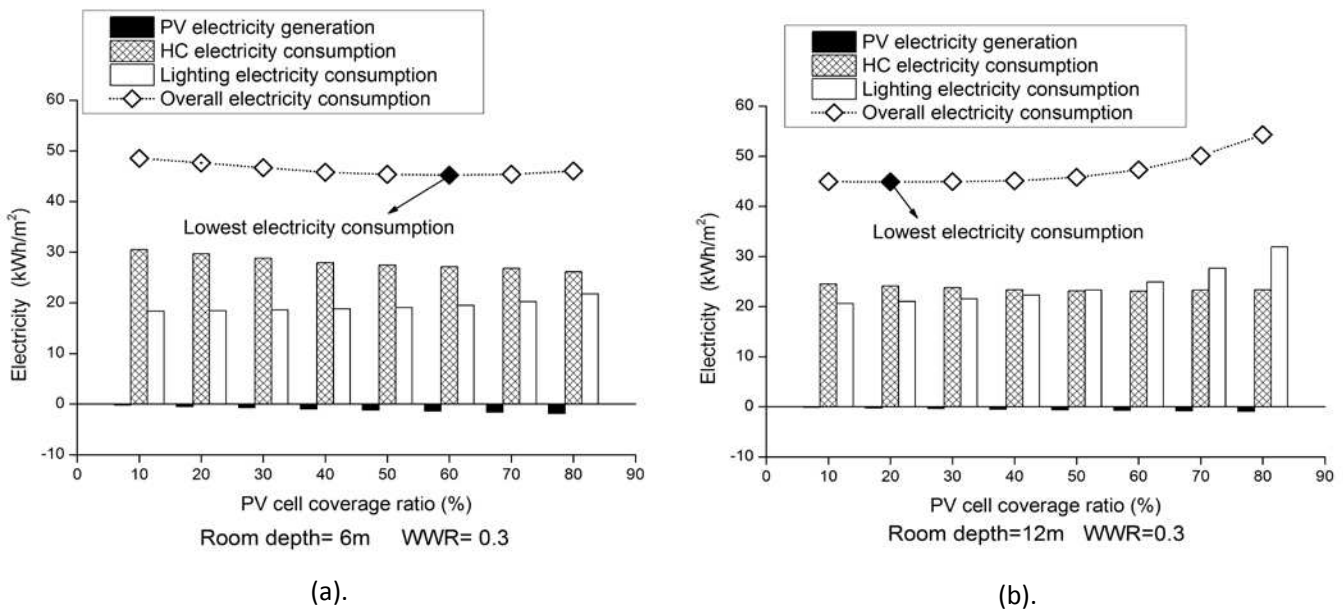 PV electricity generation
HC electricity consumption
Lighting electricity consumption
Overall electricity consumption
60
50
40
30
20
10
0
-10
Electricity (kWh/m²)
Lowest electricity consumption
0 10 20 30 40 50 60 70 80 90
PV cell coverage ratio (%)
Room depth= 6m WWR= 0.3
(a).
PV electricity generation
HC electricity consumption
Lighting electricity consumption
Overall electricity consumption
60
50
40
30
20
10
0
-10
Electricity (kWh/m²)
Lowest electricity consumption
0 10 20 30 40 50 60 70 80 90
PV cell coverage ratio (%)
Room depth=12m WWR=0.3
(b).